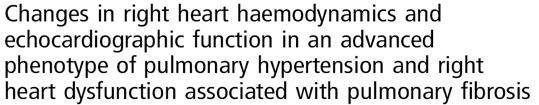 Changes in right heart haemodynamics and
echocardiographic function in an advanced
phenotype of pulmonary hypertension and right
heart dysfunction associated with pulmonary fibrosis